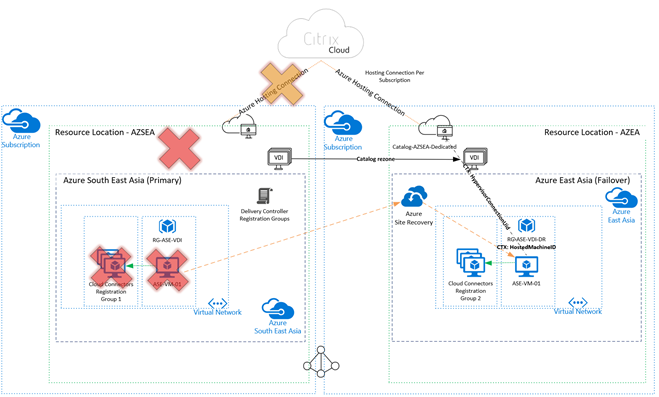 Citrix
Cloud
Azure Hosting Connection
Azure Hosting Connection
Hosting Connection Per
Subscription
Azure
Subscription
Resource Location - AZSEA
Azure
Subscription
Catalog-AZSEA-Dedicated
Resource Location - AZEA
VDI
Catalog rezone
VDI
CTX: HypervisorConnectionUid
Azure South East Asia (Primary)
Delivery Controller
Registration Groups
Azure
Site Recovery
Azure East Asia (Failover)
Azure
East Asia
RG-ASE-VDI
RG-ASE-VDI-DR
CTX: HostedMachineID
Cloud Connectors
Registration
Group 1
ASE-VM-01
Cloud Connectors
Registration
Group 2
ASE-VM-01
Virtual Network
Azure
South East Asia
Virtual Network